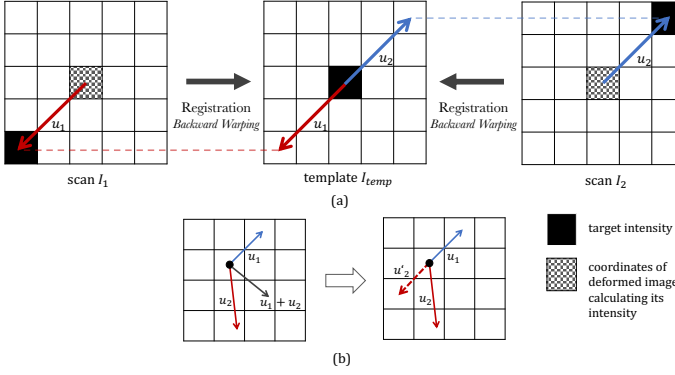 u₂
u₂
u₁
u₁
Registration
Backward Warping
Registration
Backward Warping
scan I₁
template Iₜₑₘₚ
scan I₂
(a)
u₁
u₂
u₁ + u₂
u'₂
u₁
u₂
(b)
target intensity
coordinates of
deformed image
calculating its
intensity